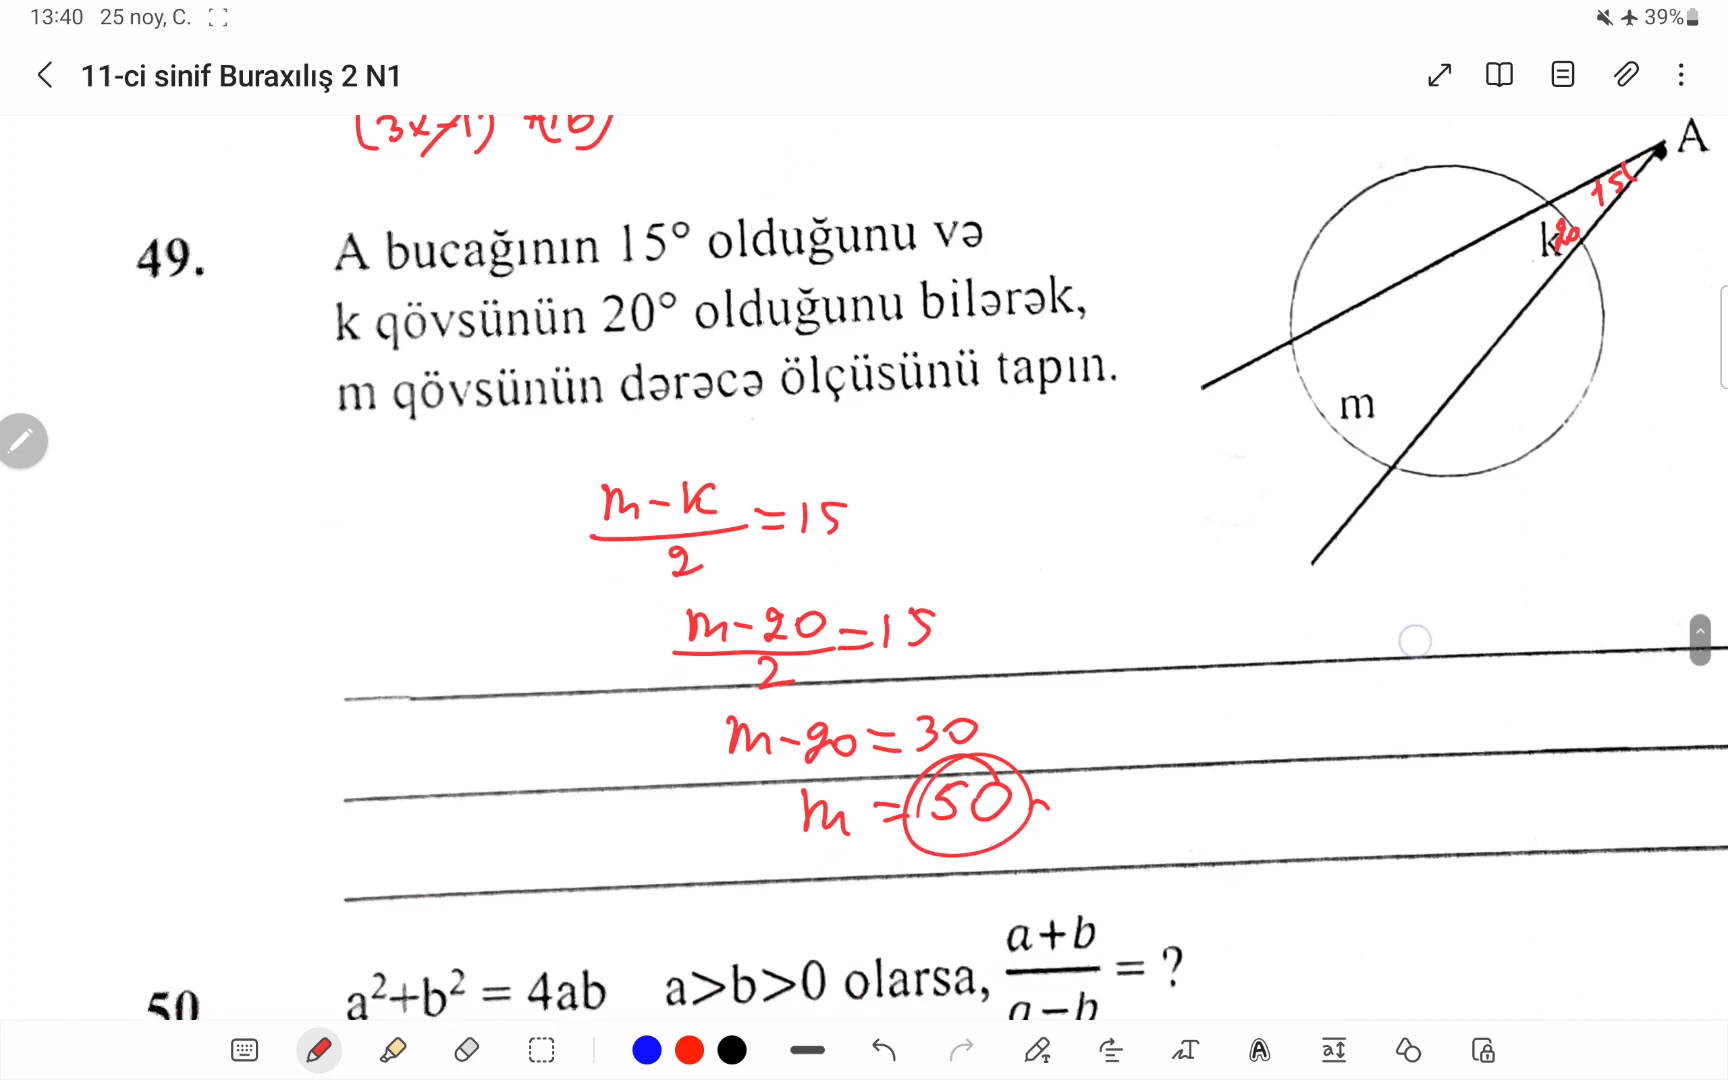 13:40 25 noy, C.
39%
11-ci sinif Buraxılış 2 N1
A
15
k 20
49. A bucağının 15° olduğunu və
k qövsünün 20° olduğunu bilərək,
m qövsünün dərəcə ölçüsünü tapın.
m
m-k/2 =15
m-20/2 =15
m-20=30
m =50
50 a²+b² = 4ab a>b>0 olarsa, a+b/a-b = ?